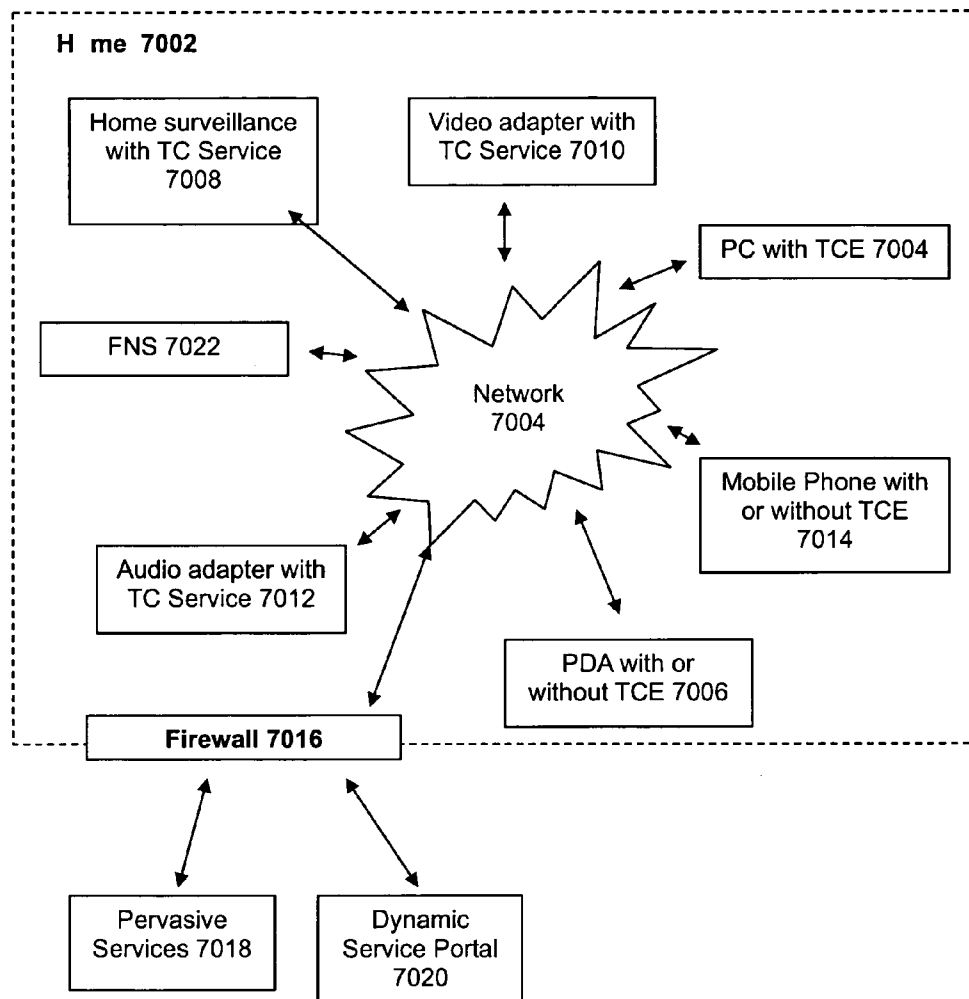 H me 7002
Home surveillance
with TC Service
7008
Video adapter with
TC Service 7010
PC with TCE 7004
FNS 7022
Network
7004
Mobile Phone with
or without TCE
7014
Audio adapter with
TC Service 7012
PDA with or
without TCE 7006
Firewall 7016
Pervasive
Services 7018
Dynamic
Service Portal
7020